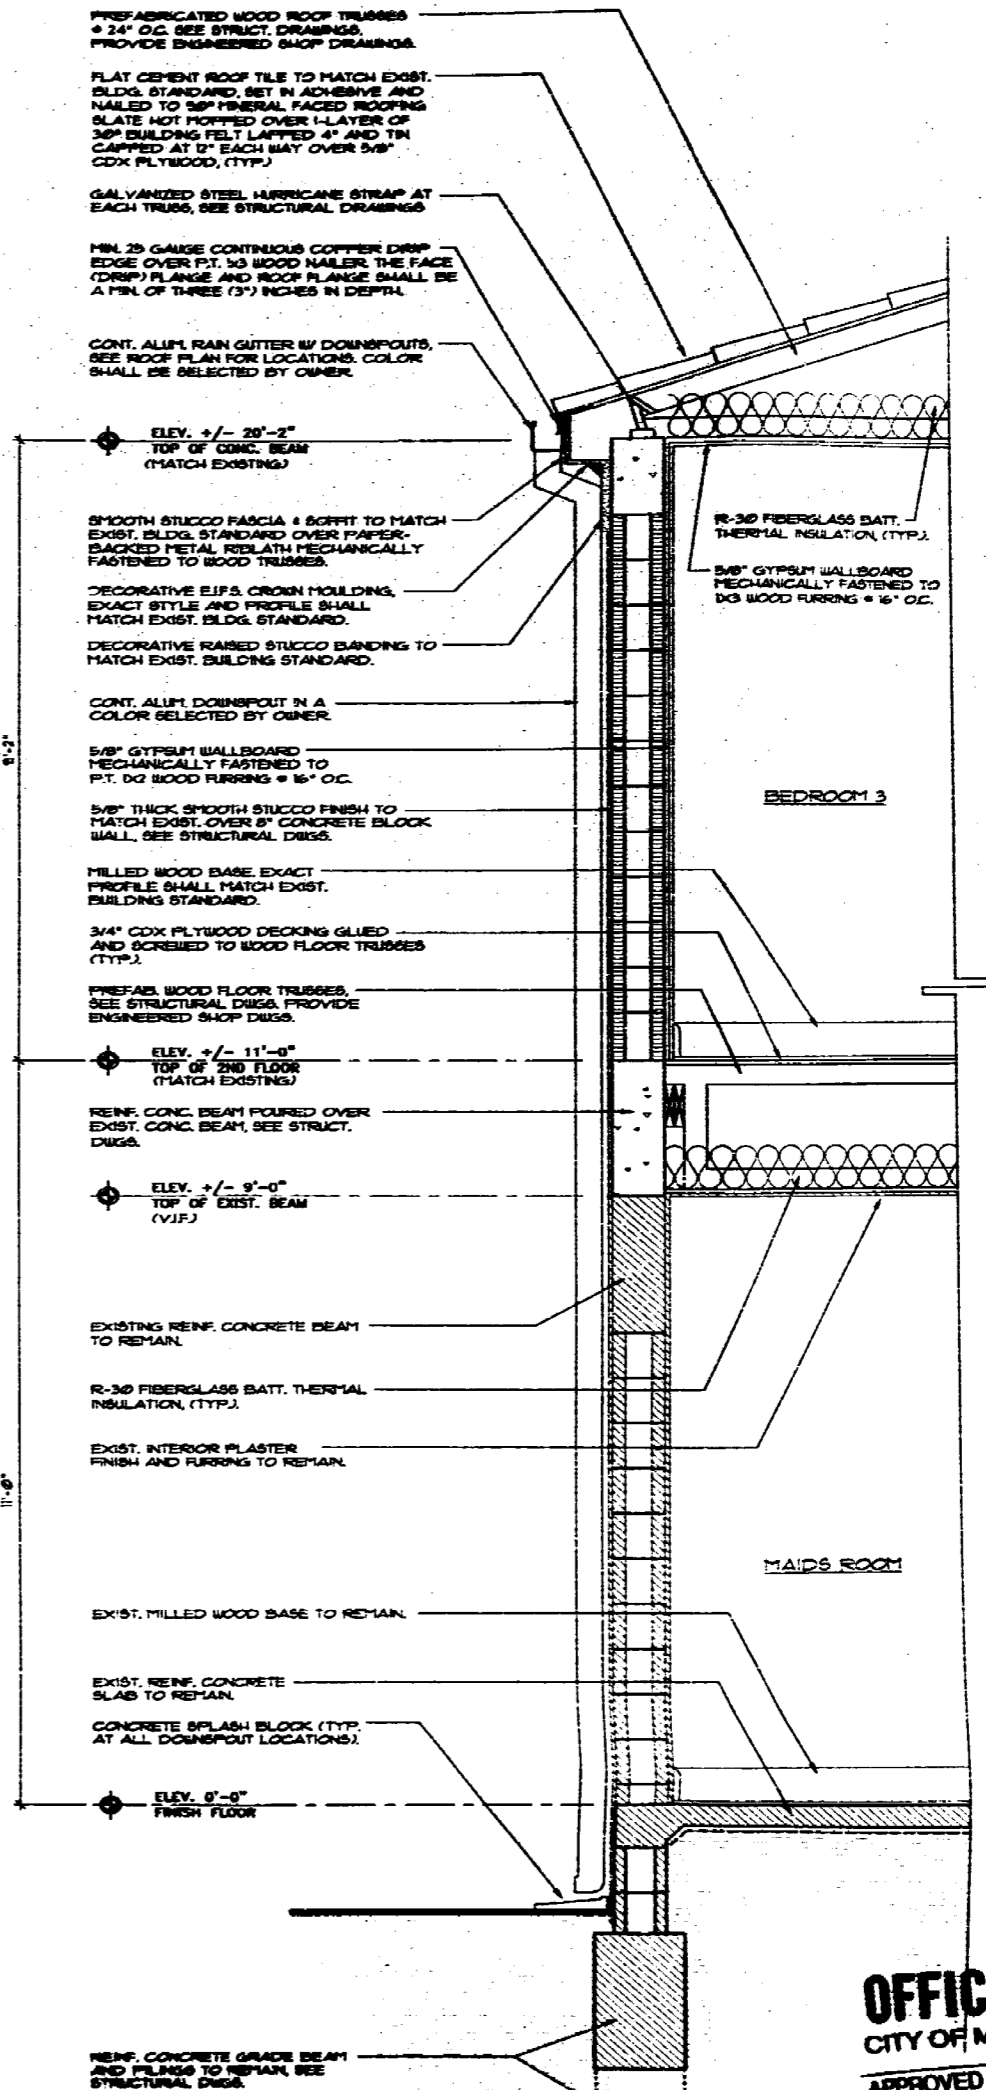 PREFABRICATED WOOD ROOF TRUSSES
@ 24" O.C. SEE STRUCT. DRAWINGS.
PROVIDE ENGINEERED SHOP DRAWINGS.
FLAT CEMENT ROOF TILE TO MATCH EXIST.
BLDG. STANDARD, SET IN ADHESIVE AND
NAILED TO 90# MINERAL FACED ROOFING
SLATE HOT MOPPED OVER 1-LAYER OF
30# BUILDING FELT LAPPED 4" AND TIN
CAPPED AT 12" EACH WAY OVER 5/8"
CDX PLYWOOD, (TYP.)
GALVANIZED STEEL HURRICANE STRAP AT
EACH TRUSS, SEE STRUCTURAL DRAWINGS
MIN. 25 GAUGE CONTINUOUS COPPER DRIP
EDGE OVER P.T. 1x3 WOOD NAILER. THE FACE
(DRIP) FLANGE AND ROOF FLANGE SHALL BE
A MIN. OF THREE (3") INCHES IN DEPTH.
CONT. ALUM. RAIN GUTTER W/ DOWNSPOUTS,
SEE ROOF PLAN FOR LOCATIONS. COLOR
SHALL BE SELECTED BY OWNER.
ELEV. +/- 20'-2"
TOP OF CONC. BEAM
(MATCH EXISTING)
SMOOTH STUCCO FASCIA & SOFFIT TO MATCH
EXIST. BLDG. STANDARD OVER PAPER-
BACKED METAL RIBLATH MECHANICALLY
FASTENED TO WOOD TRUSSES.
R-30 FIBERGLASS BATT.
THERMAL INSULATION, (TYP.).
5/8" GYPSUM WALLBOARD
MECHANICALLY FASTENED TO
1X3 WOOD FURRING @ 16" O.C.
DECORATIVE E.I.F.S. CROWN MOULDING,
EXACT STYLE AND PROFILE SHALL
MATCH EXIST. BLDG. STANDARD.
DECORATIVE RAISED STUCCO BANDING TO
MATCH EXIST. BUILDING STANDARD.
CONT. ALUM. DOWNSPOUT IN A
COLOR SELECTED BY OWNER.
9'-2"
5/8" GYPSUM WALLBOARD
MECHANICALLY FASTENED TO
P.T. 1X2 WOOD FURRING @ 16" O.C.
5/8" THICK SMOOTH STUCCO FINISH TO
MATCH EXIST. OVER 8" CONCRETE BLOCK
WALL, SEE STRUCTURAL DWGS.
BEDROOM 3
MILLED WOOD BASE. EXACT
PROFILE SHALL MATCH EXIST.
BUILDING STANDARD.
3/4" CDX PLYWOOD DECKING GLUED
AND SCREWED TO WOOD FLOOR TRUSSES
(TYP.).
PREFAB. WOOD FLOOR TRUSSES,
SEE STRUCTURAL DWGS. PROVIDE
ENGINEERED SHOP DWGS.
ELEV. +/- 11'-0"
TOP OF 2ND FLOOR
(MATCH EXISTING)
REINF. CONC. BEAM POURED OVER
EXIST. CONC. BEAM, SEE STRUCT.
DWGS.
ELEV. +/- 9'-0"
TOP OF EXIST. BEAM
(V.I.F.)
EXISTING REINF. CONCRETE BEAM
TO REMAIN.
R-30 FIBERGLASS BATT. THERMAL
INSULATION, (TYP.).
EXIST. INTERIOR PLASTER
FINISH AND FURRING TO REMAIN.
11'-0"
MAIDS ROOM
EXIST. MILLED WOOD BASE TO REMAIN.
EXIST. REINF. CONCRETE
SLAB TO REMAIN.
CONCRETE SPLASH BLOCK (TYP.
AT ALL DOWNSPOUT LOCATIONS).
ELEV. 0'-0"
FINISH FLOOR
REINF. CONCRETE GRADE BEAM
AND PILINGS TO REMAIN, SEE
STRUCTURAL DWGS.
OFFIC
CITY OF M
APPROVED